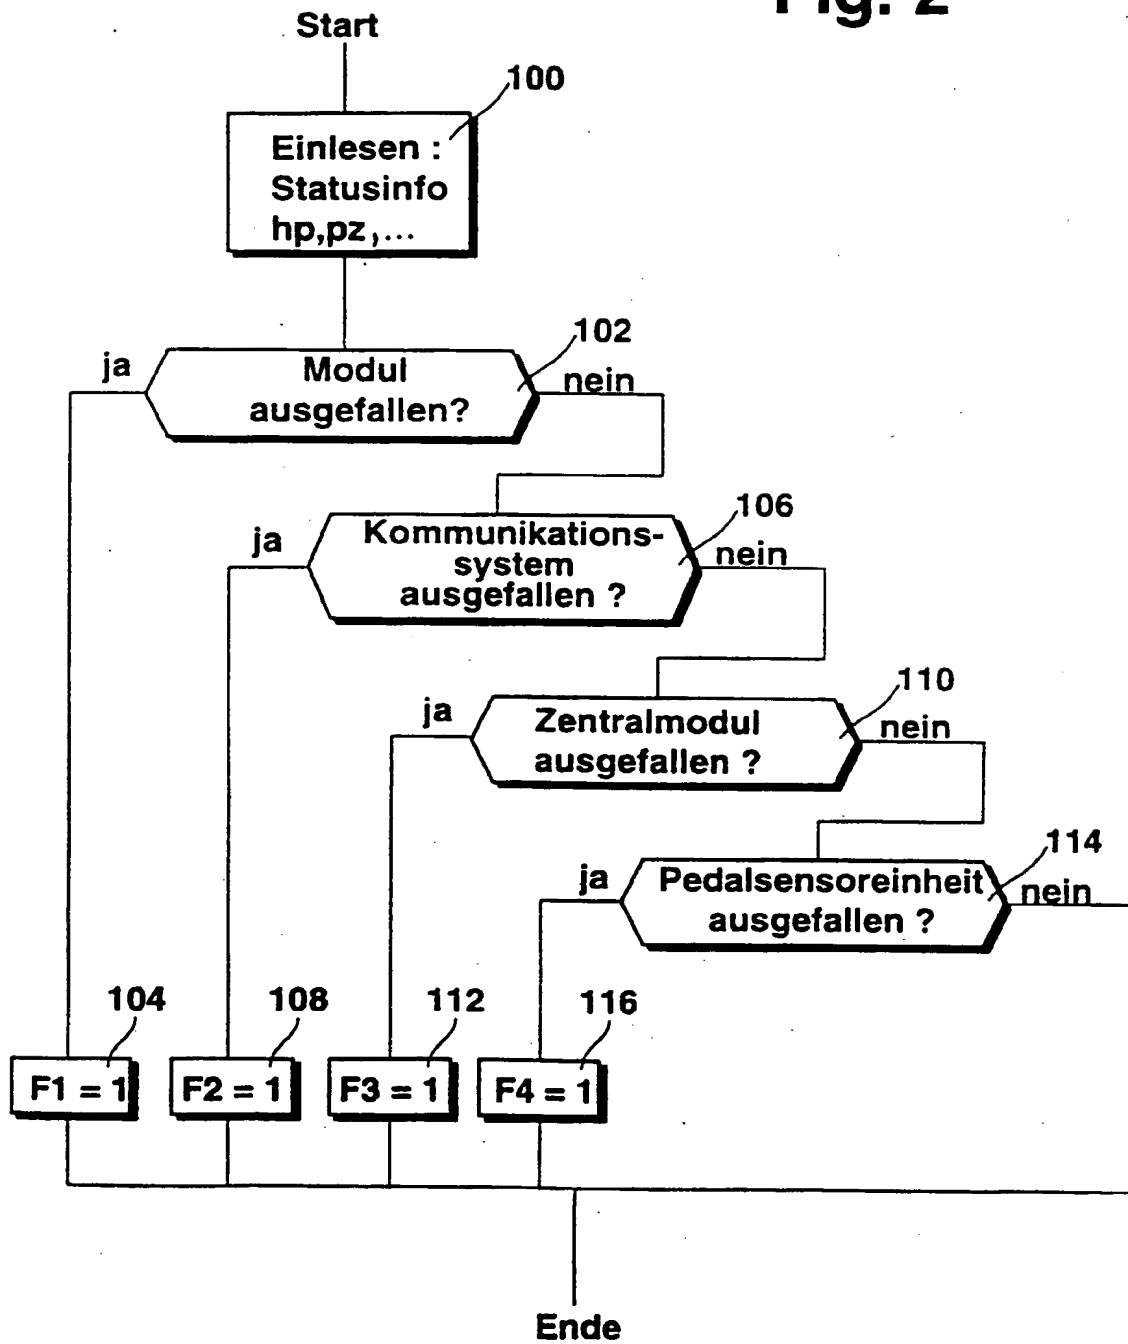 Fig. 2
Start
100
Einlesen :
Statusinfo
hp,pz,...
102
ja
Modul
ausgefallen?
nein
106
ja
Kommunikations-
system
ausgefallen ?
nein
110
ja
Zentralmodul
ausgefallen ?
nein
114
ja
Pedalsensoreinheit
ausgefallen ?
nein
104
108
112
116
F1 = 1
F2 = 1
F3 = 1
F4 = 1
Ende